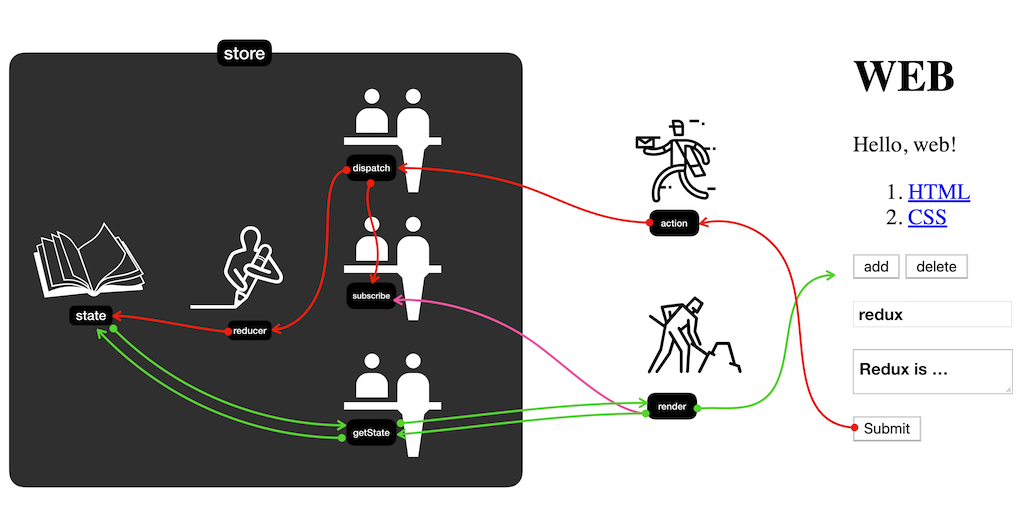 store
dispatch
subscribe
state
reducer
getState
action
render
WEB
Hello, web!
1. HTML
2. CSS
add delete
redux
Redux is ...
Submit